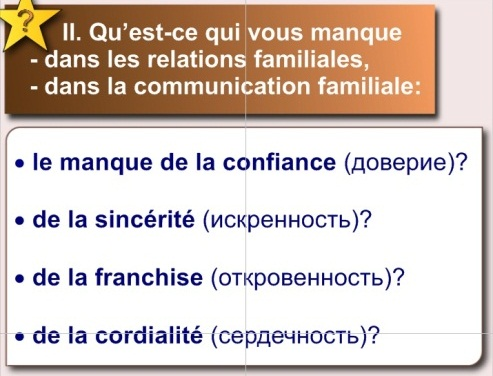 ?
II. Qu’est-ce qui vous manque
- dans les relations familiales,
- dans la communication familiale:
• le manque de la confiance (доверие)?
• de la sincérité (искренность)?
• de la franchise (откровенность)?
• de la cordialité (сердечность)?